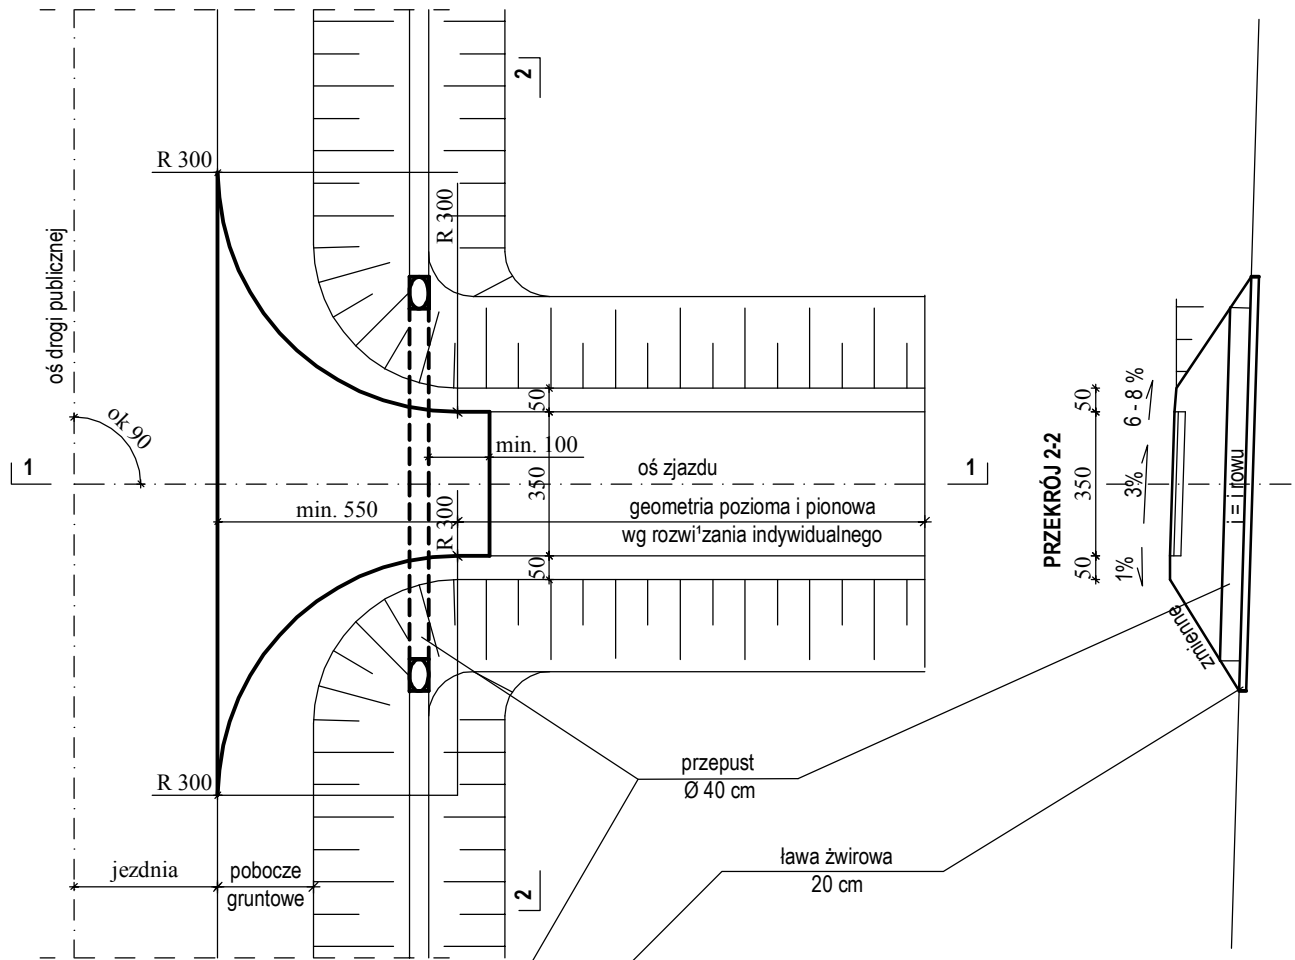 2
R 300
R 300
oś drogi publicznej
ok 90
1
50
min. 100
oś zjazdu
1
350
min. 550
R 300
geometria pozioma i pionowa
wg rozwi¹zania indywidualnego
50
PRZEKRÓJ 2-2
50
350
50
6 - 8 %
3%
1%
i = i rowu
zmienne
R 300
przepust
Ø 40 cm
ława żwirowa
20 cm
jezdnia
pobocze
gruntowe
2